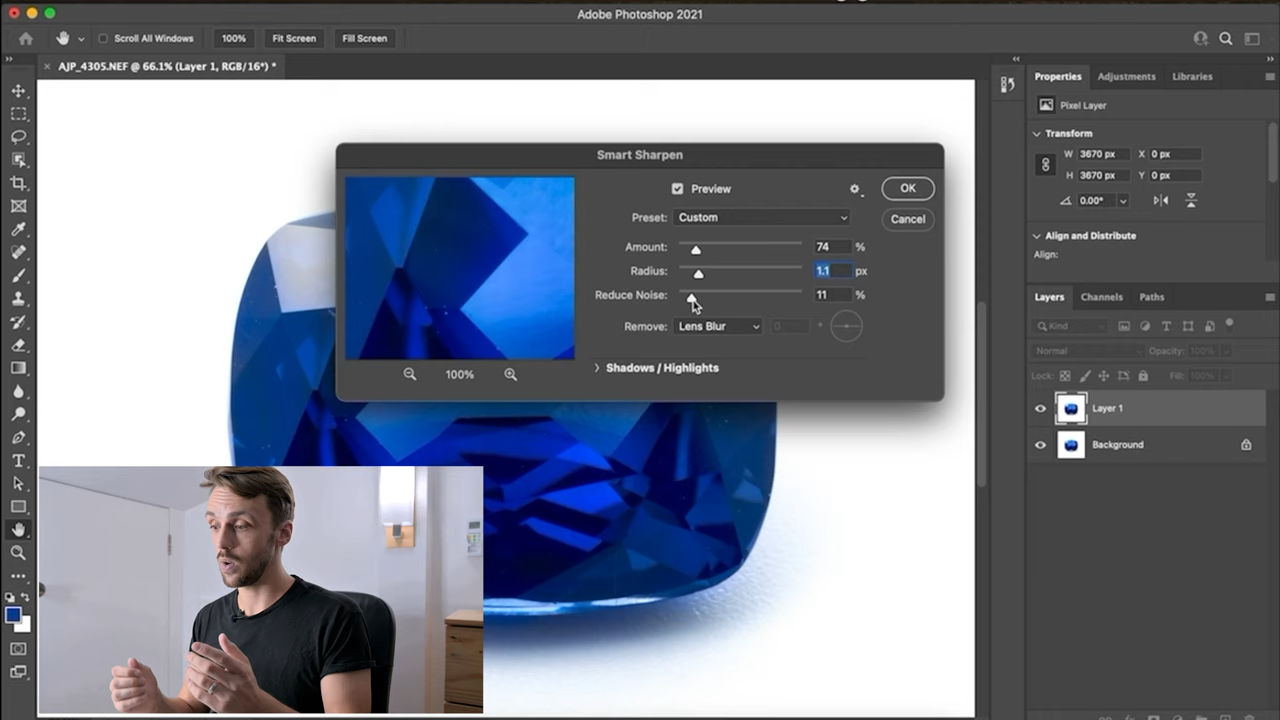 Adobe Photoshop 2021
Scroll All Windows 100% Fit Screen Fill Screen
AJP_4305.NEF @ 66.1% (Layer 1, RGB/16*) *
Properties Adjustments Libraries
Pixel Layer
Transform
W 3670 px X 0 px
H 3670 px Y 0 px
0.00°
Align and Distribute
Align:
Smart Sharpen
Preview
OK
Preset: Custom
Cancel
Amount: 74 %
Radius: 1.1 px
Reduce Noise: 11 %
Remove: Lens Blur 0 °
100%
Shadows / Highlights
Layers Channels Paths
Kind
Normal Opacity: 100%
Lock: Fill: 100%
Layer 1
Background